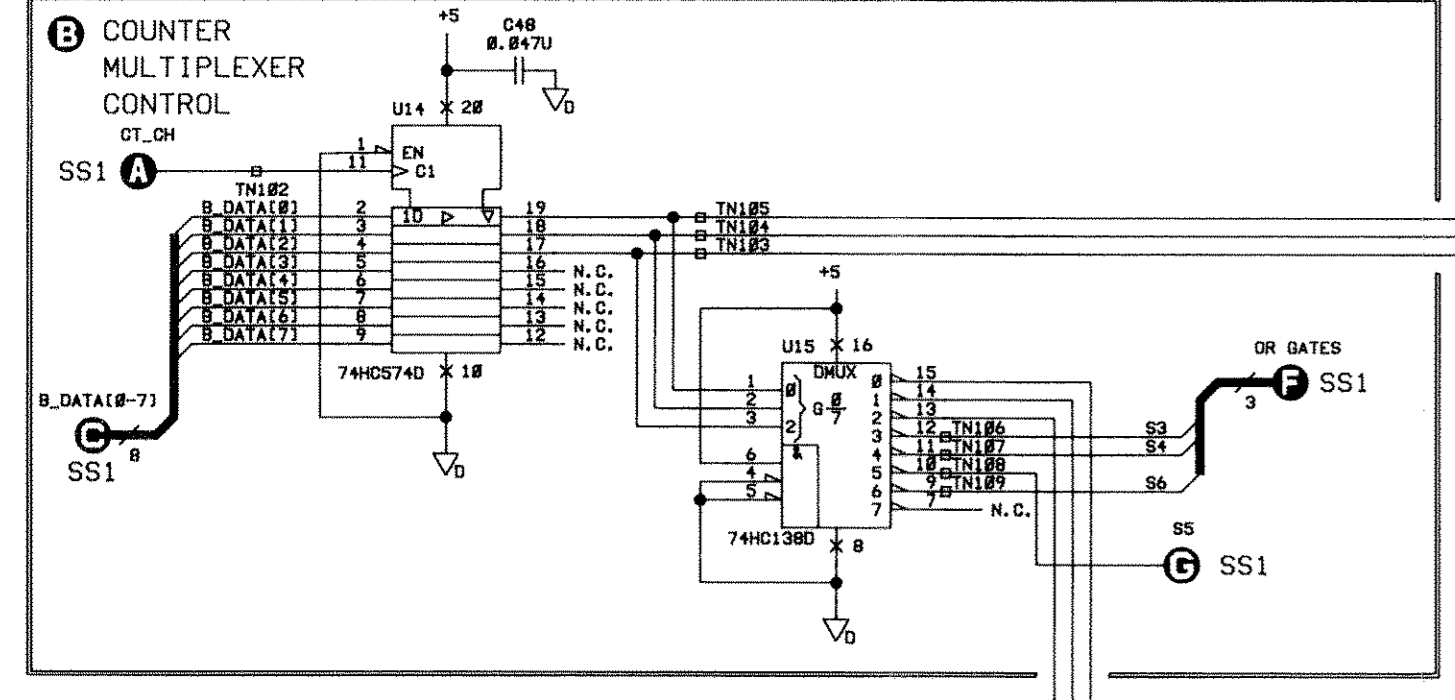 B COUNTER
MULTIPLEXER
CONTROL
+5
C48
0.047U
D
U14 20
CT_CH
SS1 A
1 EN
11 C1
TN102
B_DATA[0] 2 1D 19 TN105
B_DATA[1] 3 18 TN104
B_DATA[2] 4 17 TN103
B_DATA[3] 5 16 N.C.
B_DATA[4] 6 15 N.C.
B_DATA[5] 7 14 N.C.
B_DATA[6] 8 13 N.C.
B_DATA[7] 9 12 N.C.
74HC574D 10
D
B_DATA[0-7]
C 8
SS1
+5
U15 16
DMUX
1 0 0 15
2 G 0/7 1 14
3 2 2 13
3 12 TN106 S3
6 & 4 11 TN107 S4
4 5 10 TN108
5 6 9 TN109 S6
7 7 N.C.
74HC138D 8
D
OR GATES
3 F SS1
S5
G SS1